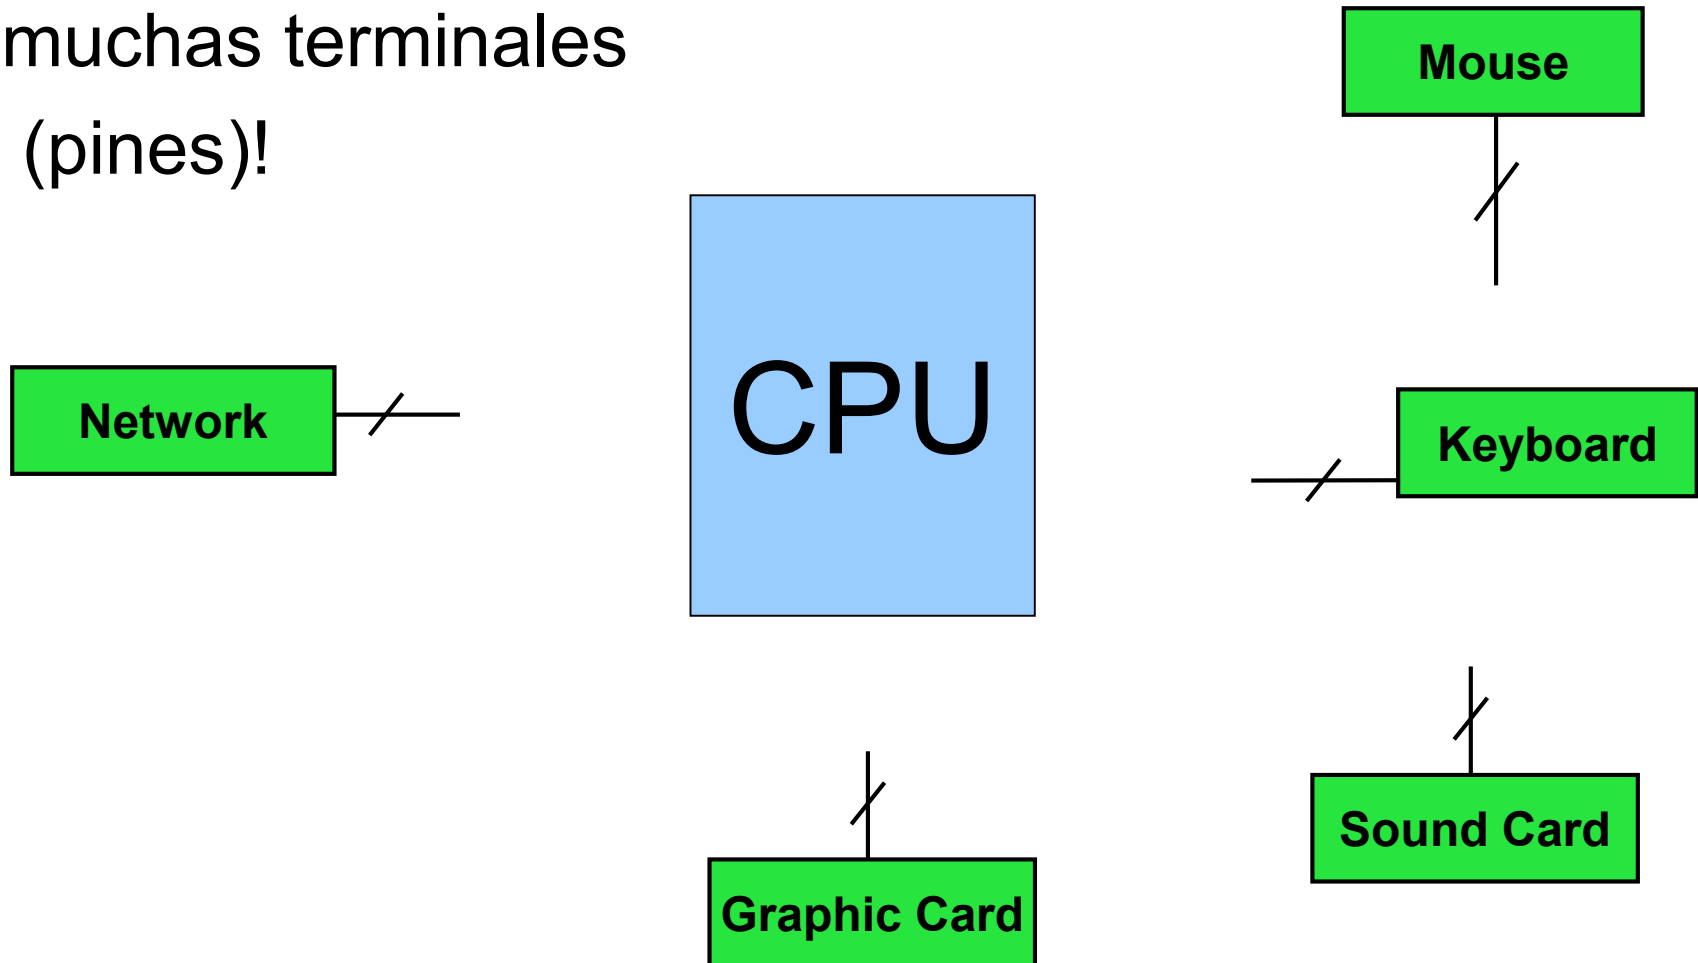 muchas terminales
(pines)!
Mouse
CPU
Network
Keyboard
Sound Card
Graphic Card